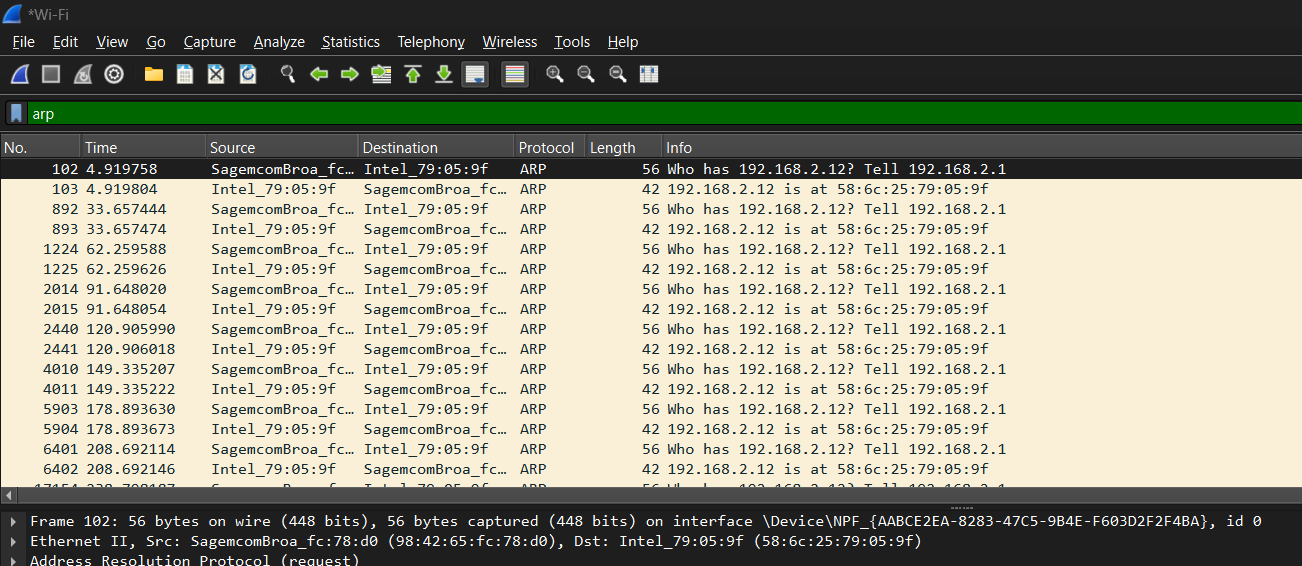 *Wi-Fi
File Edit View Go Capture Analyze Statistics Telephony Wireless Tools Help
arp
No. Time Source Destination Protocol Length Info
102 4.919758 SagemcomBroa_fc… Intel_79:05:9f ARP 56 Who has 192.168.2.12? Tell 192.168.2.1
103 4.919804 Intel_79:05:9f SagemcomBroa_fc… ARP 42 192.168.2.12 is at 58:6c:25:79:05:9f
892 33.657444 SagemcomBroa_fc… Intel_79:05:9f ARP 56 Who has 192.168.2.12? Tell 192.168.2.1
893 33.657474 Intel_79:05:9f SagemcomBroa_fc… ARP 42 192.168.2.12 is at 58:6c:25:79:05:9f
1224 62.259588 SagemcomBroa_fc… Intel_79:05:9f ARP 56 Who has 192.168.2.12? Tell 192.168.2.1
1225 62.259626 Intel_79:05:9f SagemcomBroa_fc… ARP 42 192.168.2.12 is at 58:6c:25:79:05:9f
2014 91.648020 SagemcomBroa_fc… Intel_79:05:9f ARP 56 Who has 192.168.2.12? Tell 192.168.2.1
2015 91.648054 Intel_79:05:9f SagemcomBroa_fc… ARP 42 192.168.2.12 is at 58:6c:25:79:05:9f
2440 120.905990 SagemcomBroa_fc… Intel_79:05:9f ARP 56 Who has 192.168.2.12? Tell 192.168.2.1
2441 120.906018 Intel_79:05:9f SagemcomBroa_fc… ARP 42 192.168.2.12 is at 58:6c:25:79:05:9f
4010 149.335207 SagemcomBroa_fc… Intel_79:05:9f ARP 56 Who has 192.168.2.12? Tell 192.168.2.1
4011 149.335222 Intel_79:05:9f SagemcomBroa_fc… ARP 42 192.168.2.12 is at 58:6c:25:79:05:9f
5903 178.893630 SagemcomBroa_fc… Intel_79:05:9f ARP 56 Who has 192.168.2.12? Tell 192.168.2.1
5904 178.893673 Intel_79:05:9f SagemcomBroa_fc… ARP 42 192.168.2.12 is at 58:6c:25:79:05:9f
6401 208.692114 SagemcomBroa_fc… Intel_79:05:9f ARP 56 Who has 192.168.2.12? Tell 192.168.2.1
6402 208.692146 Intel_79:05:9f SagemcomBroa_fc… ARP 42 192.168.2.12 is at 58:6c:25:79:05:9f
Frame 102: 56 bytes on wire (448 bits), 56 bytes captured (448 bits) on interface \Device\NPF_{AABCE2EA-8283-47C5-9B4E-F603D2F2F4BA}, id 0
Ethernet II, Src: SagemcomBroa_fc:78:d0 (98:42:65:fc:78:d0), Dst: Intel_79:05:9f (58:6c:25:79:05:9f)
Address Resolution Protocol (request)